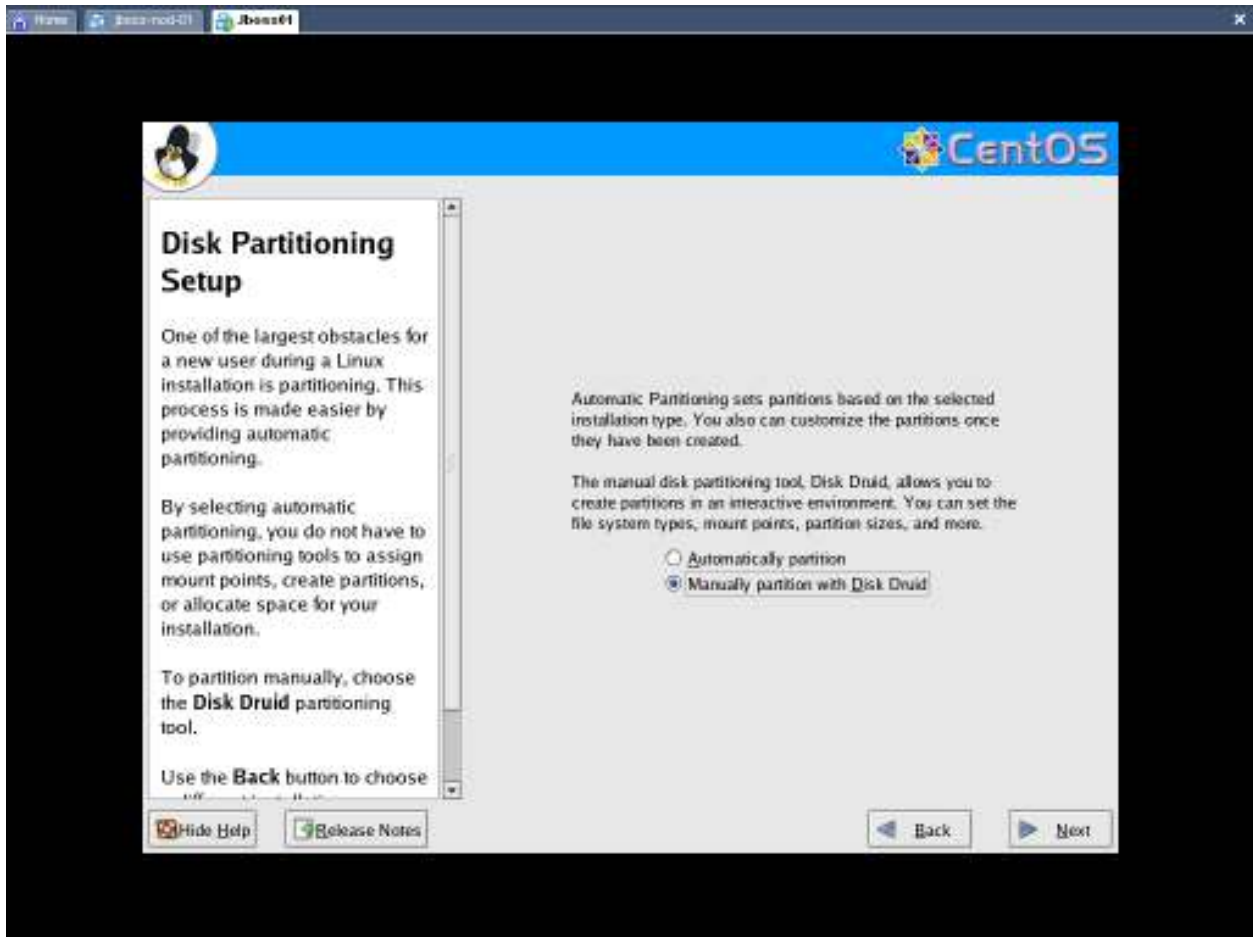 Home
Jboss01
CentOS
Disk Partitioning
Setup
One of the largest obstacles for
a new user during a Linux
installation is partitioning. This
process is made easier by
providing automatic
partitioning.
By selecting automatic
partitioning, you do not have to
use partitioning tools to assign
mount points, create partitions,
or allocate space for your
installation.
To partition manually, choose
the Disk Druid partitioning
tool.
Use the Back button to choose
Automatic Partitioning sets partitions based on the selected
installation type. You also can customize the partitions once
they have been created.
The manual disk partitioning tool, Disk Druid, allows you to
create partitions in an interactive environment. You can set the
file system types, mount points, partition sizes, and more.
Automatically partition
Manually partition with Disk Druid
Hide Help
Release Notes
Back
Next